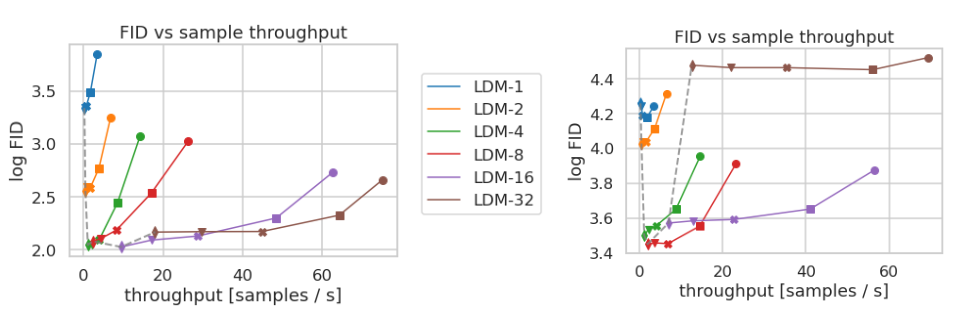 FID vs sample throughput
log FID
3.5
3.0
2.5
2.0
0 20 40 60
throughput [samples / s]
LDM-1
LDM-2
LDM-4
LDM-8
LDM-16
LDM-32
FID vs sample throughput
log FID
4.4
4.2
4.0
3.8
3.6
3.4
0 20 40 60
throughput [samples / s]